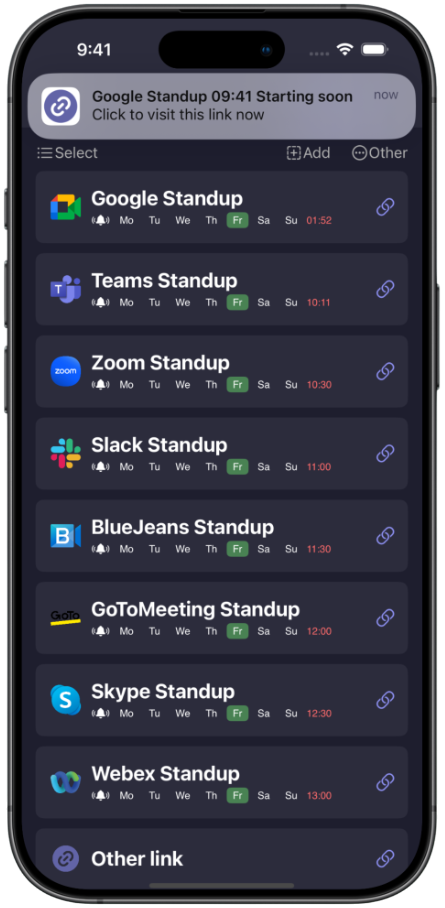 9:41
Google Standup 09:41 Starting soon
now
Click to visit this link now
Select
Add
Other
Google Standup
Mo Tu We Th Fr Sa Su 01:52
Teams Standup
Mo Tu We Th Fr Sa Su 10:11
zoom
Zoom Standup
Mo Tu We Th Fr Sa Su 10:30
Slack Standup
Mo Tu We Th Fr Sa Su 11:00
B
BlueJeans Standup
Mo Tu We Th Fr Sa Su 11:30
GoTo
GoToMeeting Standup
Mo Tu We Th Fr Sa Su 12:00
S
Skype Standup
Mo Tu We Th Fr Sa Su 12:30
Webex Standup
Mo Tu We Th Fr Sa Su 13:00
Other link